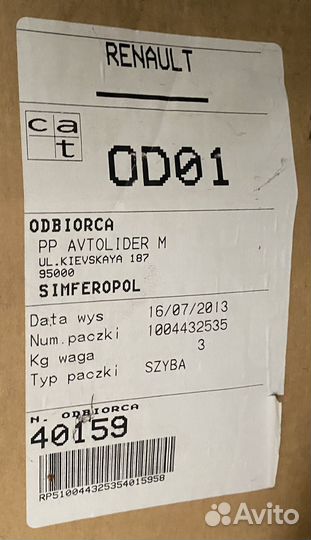 RENAULT
cat
OD01
ODBIORCA
PP AVTOLIDER M
UL.KIEVSKAYA 187
95000
SIMFEROPOL
Data wys 16/07/2013
Num.paczki 1004432535
Kg waga 3
Typ paczki SZYBA
N. ODBIORCA
40159
RP510044325354015958
Avito